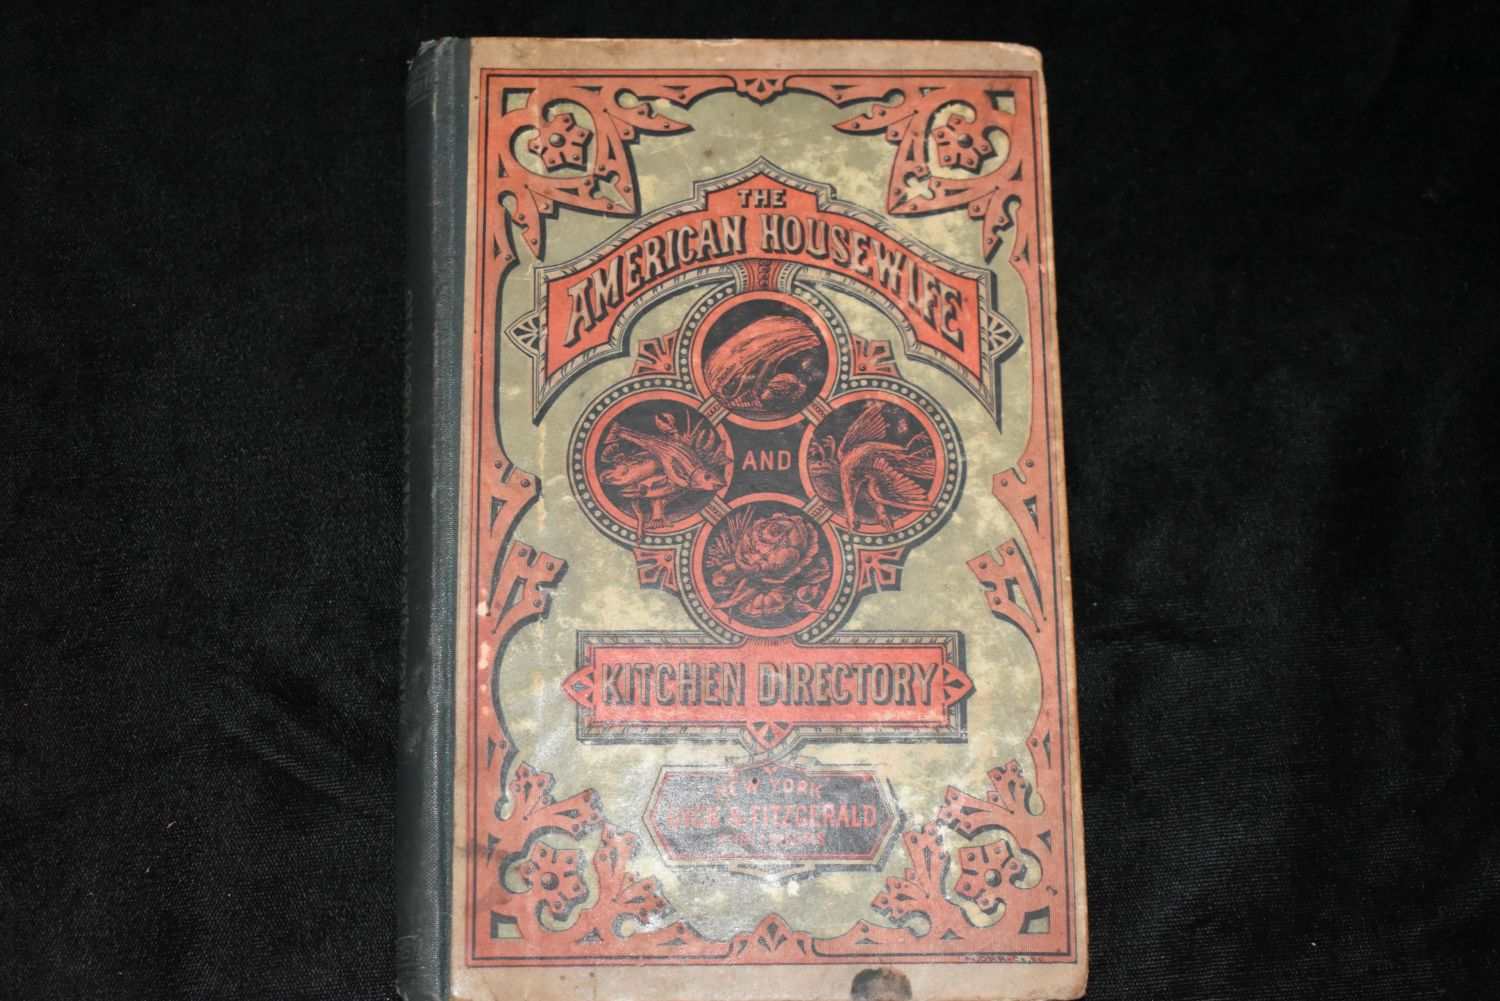 THE
AMERICAN HOUSEWIFE
AND
KITCHEN DIRECTORY
NEW YORK
DICK & FITZGERALD